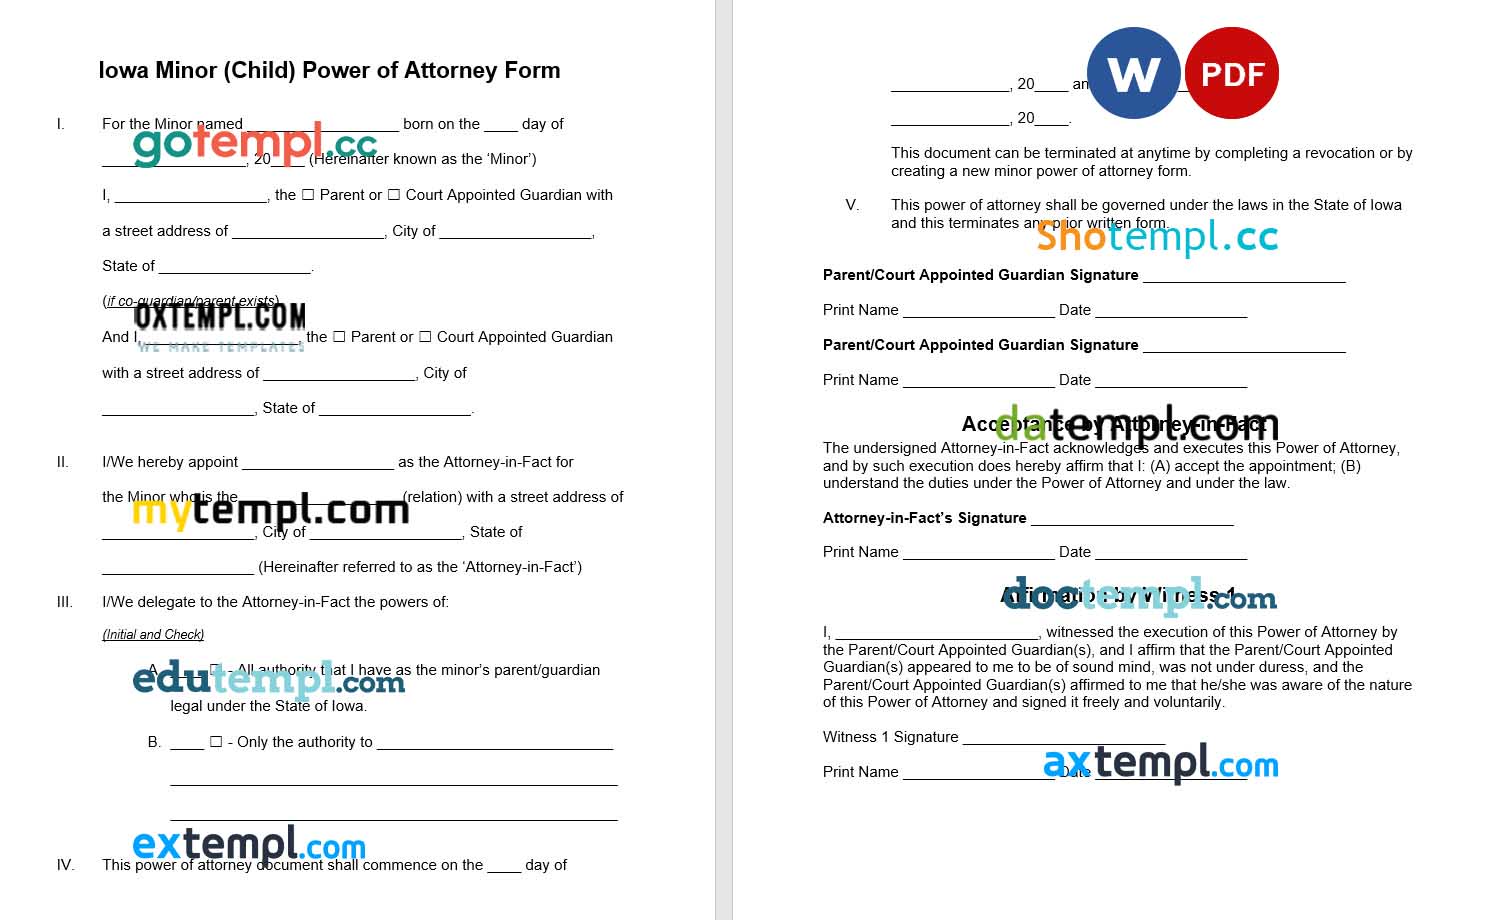 Iowa Minor (Child) Power of Attorney Form
I. For the Minor named __________________ born on the ____ day of
gotempl.cc
_________________, 20____ (Hereinafter known as the ‘Minor’)
I, __________________, the ☐ Parent or ☐ Court Appointed Guardian with
a street address of __________________, City of __________________,
State of __________________.
(if co-guardian/parent exists)
OXTEMPL.COM
And I, __________________, the ☐ Parent or ☐ Court Appointed Guardian
WE MAKE TEMPLATES
with a street address of __________________, City of
__________________, State of __________________.
II. I/We hereby appoint __________________ as the Attorney-in-Fact for
the Minor who is the __________________ (relation) with a street address of
mytempl.com
__________________, City of __________________, State of
__________________ (Hereinafter referred to as the ‘Attorney-in-Fact’)
III. I/We delegate to the Attorney-in-Fact the powers of:
(Initial and Check)
A. ____ ☐ - All authority that I have as the minor’s parent/guardian
edutempl.com
legal under the State of Iowa.
B. ____ ☐ - Only the authority to ____________________________
_____________________________________________________
_____________________________________________________
extempl.com
IV. This power of attorney document shall commence on the ____ day of
W PDF
______________, 20____ an
______________, 20____.
This document can be terminated at anytime by completing a revocation or by
creating a new minor power of attorney form.
V. This power of attorney shall be governed under the laws in the State of Iowa
and this terminates any prior written form.
Shotempl.cc
Parent/Court Appointed Guardian Signature ________________________
Print Name __________________ Date __________________
Parent/Court Appointed Guardian Signature ________________________
Print Name __________________ Date __________________
Acceptance by Attorney-in-Fact
datempl.com
The undersigned Attorney-in-Fact acknowledges and executes this Power of Attorney,
and by such execution does hereby affirm that I: (A) accept the appointment; (B)
understand the duties under the Power of Attorney and under the law.
Attorney-in-Fact’s Signature ________________________
Print Name __________________ Date __________________
Affirmation by Witness 1
doctempl.com
I, ________________________, witnessed the execution of this Power of Attorney by
the Parent/Court Appointed Guardian(s), and I affirm that the Parent/Court Appointed
Guardian(s) appeared to me to be of sound mind, was not under duress, and the
Parent/Court Appointed Guardian(s) affirmed to me that he/she was aware of the nature
of this Power of Attorney and signed it freely and voluntarily.
Witness 1 Signature ________________________
axtempl.com
Print Name __________________ Date __________________